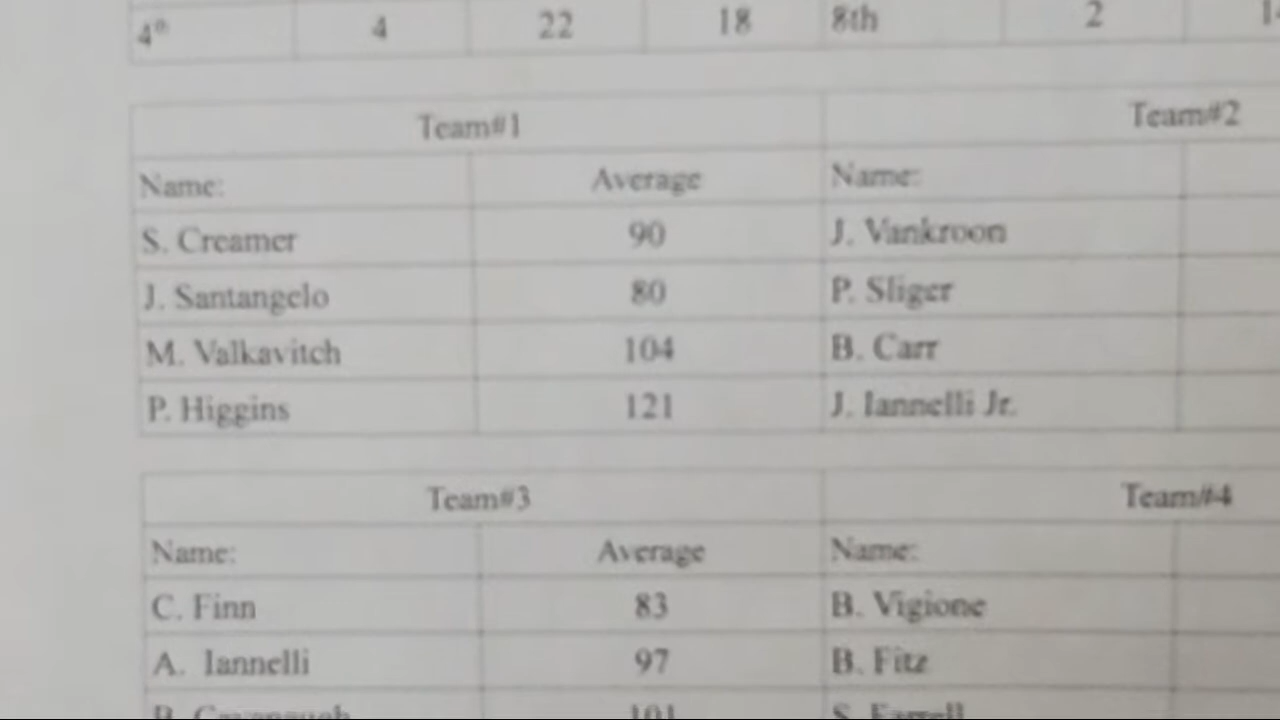 4th 4 22 18 8th 2
Team#1 Team#2
Name: Average Name:
S. Creamer 90 J. Vankroon
J. Santangelo 80 P. Sliger
M. Valkavitch 104 B. Carr
P. Higgins 121 J. Iannelli Jr.
Team#3 Team#4
Name: Average Name:
C. Finn 83 B. Vigione
A. Iannelli 97 B. Fitz
101 S. Farrell